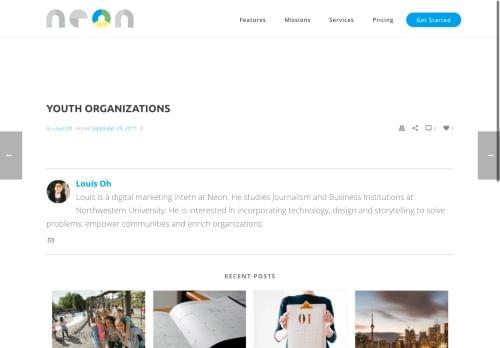 neon
Features Missions Services Pricing Get Started
YOUTH ORGANIZATIONS
By Louis Oh Posted September 29, 2017 In
0 0
← →
Louis Oh
Louis is a digital marketing intern at Neon. He studies Journalism and Business Institutions at
Northwestern University. He is interested in incorporating technology, design and storytelling to solve
problems, empower communities and enrich organizations.
RECENT POSTS
01